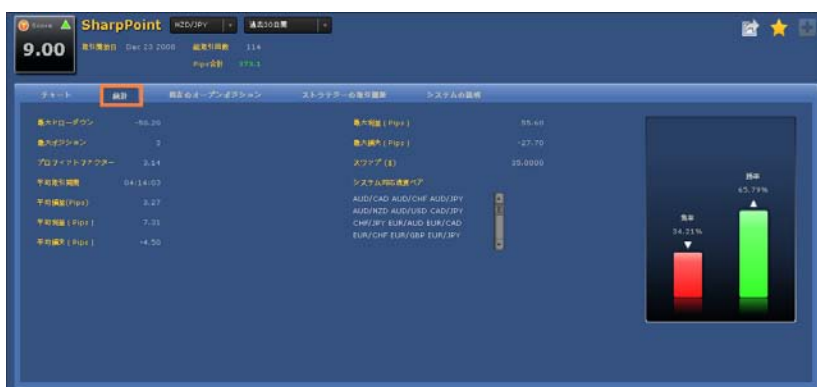 Score SharpPoint NZD/JPY 過去30日間
9.00 取引開始日 Dec 23 2008 総取引回数 114
Pips合計 373.1
チャート 統計 現在のオープンポジション ストラテジーの取引履歴 システムの説明
最大ドローダウン -50.20 最大利益 ( Pips ) 55.60
最大ポジション 2 最大損失 ( Pips ) -27.70
プロフィットファクター 3.14 スワップ ($) 35.0000
平均取引期間 04:14:03 システム対応通貨ペア
平均損益(Pips) 3.27 AUD/CAD AUD/CHF AUD/JPY
AUD/NZD AUD/USD CAD/JPY
平均利益 ( Pips ) 7.31 CHF/JPY EUR/AUD EUR/CAD
平均損失 ( Pips ) -4.50 EUR/CHF EUR/GBP EUR/JPY
勝率
65.79%
負率
34.21%